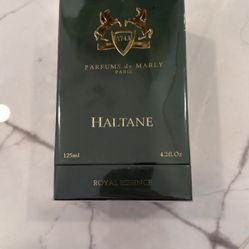 1743
PARFUMS de MARLY
PARIS
HALTANE
125ml 4.2fl.Oz
ROYAL ESSENCE